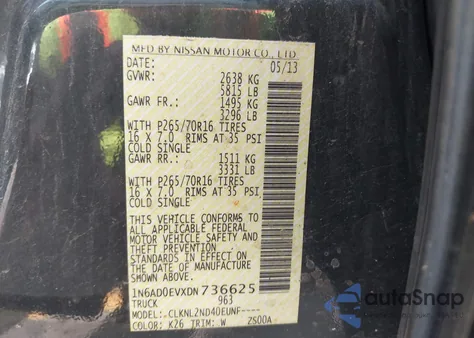 MFD BY NISSAN MOTOR CO., LTD
DATE: 05/13
GVWR: 2638 KG
5815 LB
GAWR FR.: 1495 KG
3296 LB
WITH P265/70R16 TIRES
16 X 7.0 RIMS AT 35 PSI
COLD SINGLE
GAWR RR.: 1511 KG
3331 LB
WITH P265/70R16 TIRES
16 X 7.0 RIMS AT 35 PSI
COLD SINGLE
THIS VEHICLE CONFORMS TO
ALL APPLICABLE FEDERAL
MOTOR VEHICLE SAFETY AND
THEFT PREVENTION
STANDARDS IN EFFECT ON
THE DATE OF MANUFACTURE
SHOWN ABOVE.
1N6AD0EVXDN736625
TRUCK 963
MODEL: CLKNL2ND40EUNF----
COLOR: K26 TRIM: W ZS00A
autoSnap